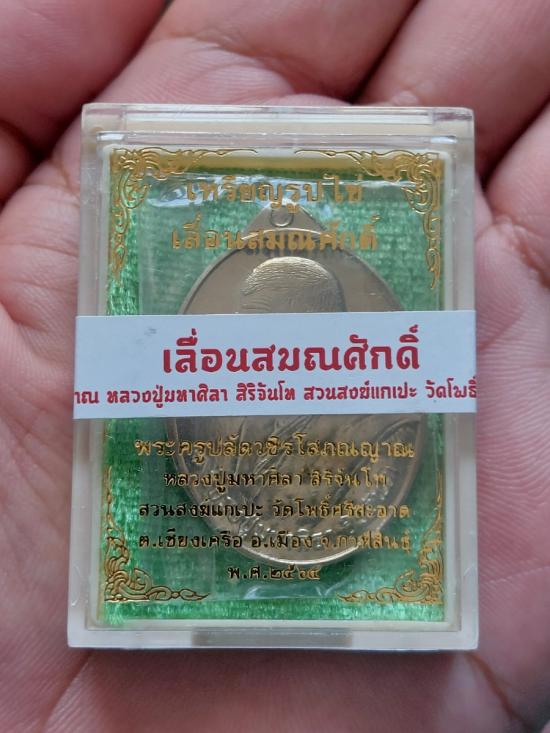 เหรียญรูปไข่
เลื่อนสมณศักดิ์
เลื่อนสมณศักดิ์
าณ หลวงปู่มหาศิลา สิริจันโท สวนสงฆ์แกเปะ วัดโพธิ์
พระครูปลัดวชิรโสภณญาณ
หลวงปู่มหาศิลา สิริจันโท
สวนสงฆ์แกเปะ วัดโพธิ์ศรีสะอาด
ต.เชียงเครือ อ.เมือง จ.กาฬสินธุ์
พ.ศ.๒๕๖๔